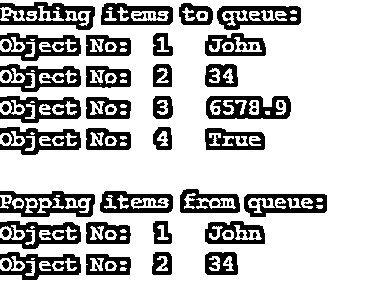 Pushing items to queue:
Object No: 1 John
Object No: 2 34
Object No: 3 6578.9
Object No: 4 True
Popping items from queue:
Object No: 1 John
Object No: 2 34